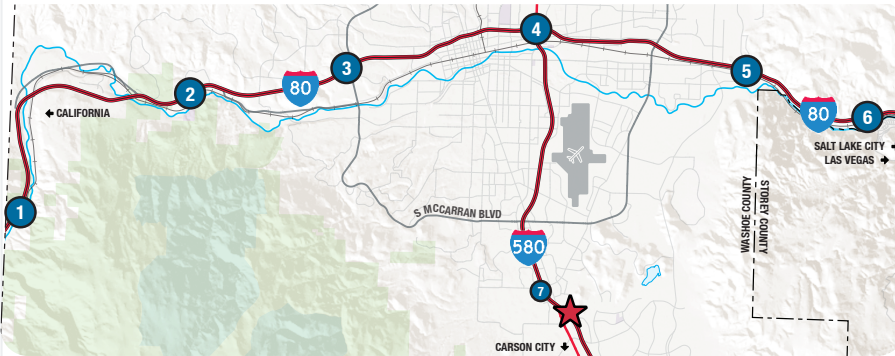 4
3
5
2
80
80
6
← CALIFORNIA
SALT LAKE CITY →
LAS VEGAS →
1
S MCCARRAN BLVD
WASHOE COUNTY
STOREY COUNTY
580
7
CARSON CITY ↓